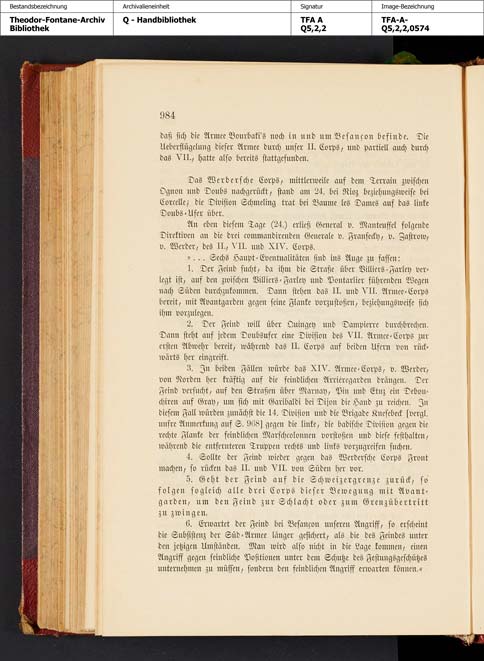 Bestandsbezeichnung
Theodor-Fontane-Archiv
Bibliothek
Archivalieneinheit
Q - Handbibliothek
Signatur
TFA A
Q5,2,2
Image-Bezeichnung
TFA-A-
Q5,2,2,0574
984
daß sich die Armee Bourbaki's noch in und um Besançon befinde. Die
Ueberflügelung dieser Armee durch unser II. Corps, und partiell auch durch
das VII., hatte also bereits stattgefunden.
Das Werdersche Corps, mittlerweile auf dem Terrain zwischen
Ognon und Doubs nachgerückt, stand am 24. bei Rioz beziehungsweise bei
Corcelle; die Division Schmeling trat bei Baume les Dames auf das linke
Doubs-Ufer über.
An eben diesem Tage (24.) erließ General v. Manteuffel folgende
Direktiven an die drei commandirenden Generale v. Fransecky, v. Zastrow,
v. Werder, des II., VII. und XIV. Corps.
»... Sechs Haupt-Eventualitäten sind ins Auge zu fassen:
1. Der Feind sucht, da ihm die Straße über Villiers-Farley ver-
legt ist, auf den zwischen Villiers-Farley und Pontarlier führenden Wegen
nach Süden durchzukommen. Dann stehen das II. und VII. Armee-Corps
bereit, mit Avantgarden gegen seine Flanke vorzustoßen, beziehungsweise sich
ihm vorzulegen.
2. Der Feind will über Quingey und Dampierre durchbrechen.
Dann steht auf jedem Doubsufer eine Division des VII. Armee-Corps zur
ersten Abwehr bereit, während das II. Corps auf beiden Ufern von rück-
wärts her eingreift.
3. In beiden Fällen würde das XIV. Armee-Corps, v. Werder,
von Norden her kräftig auf die feindlichen Arrieregarden drängen. Der
Feind versucht, auf den Straßen über Marnay, Pin und Etuz ein Debou-
chiren auf Gray, um sich mit Garibaldi bei Dijon die Hand zu reichen. In
diesem Fall würden zunächst die 14. Division und die Brigade Knesebeck [vergl.
unsre Anmerkung auf S. 968] gegen die linke, die badische Division gegen die
rechte Flanke der feindlichen Marschcolonnen vorstoßen und diese festhalten,
während die entfernteren Truppen rechts und links vorzugreifen suchen.
4. Sollte der Feind wieder gegen das Werdersche Corps Front
machen, so rücken das II. und VII. von Süden her vor.
5. Geht der Feind auf die Schweizergrenze zurück, so
folgen sogleich alle drei Corps dieser Bewegung mit Avant-
garden, um den Feind zur Schlacht oder zum Grenzübertritt
zu zwingen.
6. Erwartet der Feind bei Besançon unseren Angriff, so erscheint
die Subsistenz der Süd-Armee länger gesichert, als die des Feindes unter
den jetzigen Umständen. Man wird also nicht in die Lage kommen, einen
Angriff gegen feindliche Positionen unter dem Schutze des Festungsgeschützes
unternehmen zu müssen, sondern den feindlichen Angriff erwarten können.«